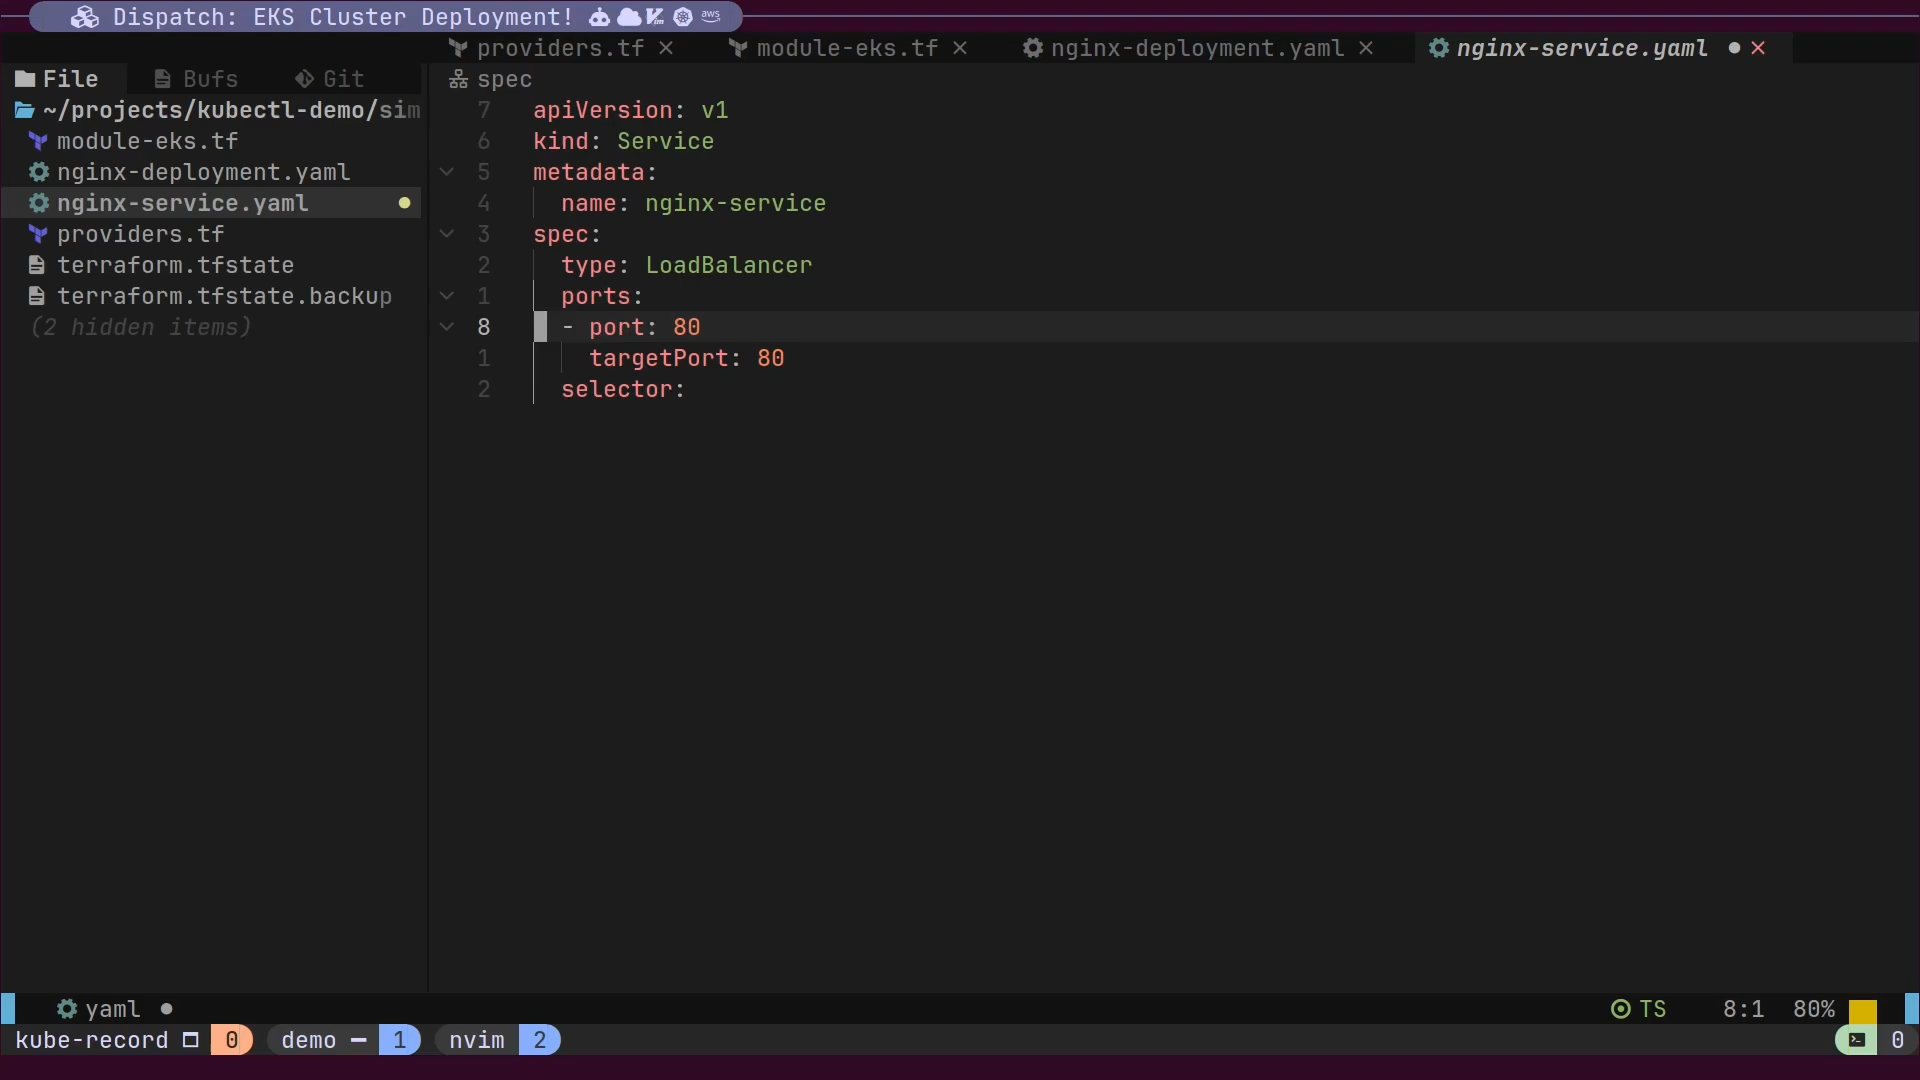 Dispatch: EKS Cluster Deployment! aws
providers.tf × module-eks.tf × nginx-deployment.yaml × nginx-service.yaml ● ×
File Bufs Git
spec
~/projects/kubectl-demo/sim
module-eks.tf
nginx-deployment.yaml
nginx-service.yaml ●
providers.tf
terraform.tfstate
terraform.tfstate.backup
(2 hidden items)
7 apiVersion: v1
6 kind: Service
5 metadata:
4 name: nginx-service
3 spec:
2 type: LoadBalancer
1 ports:
8 - port: 80
1 targetPort: 80
2 selector:
yaml ● TS 8:1 80%
kube-record 0 demo – 1 nvim 2 0